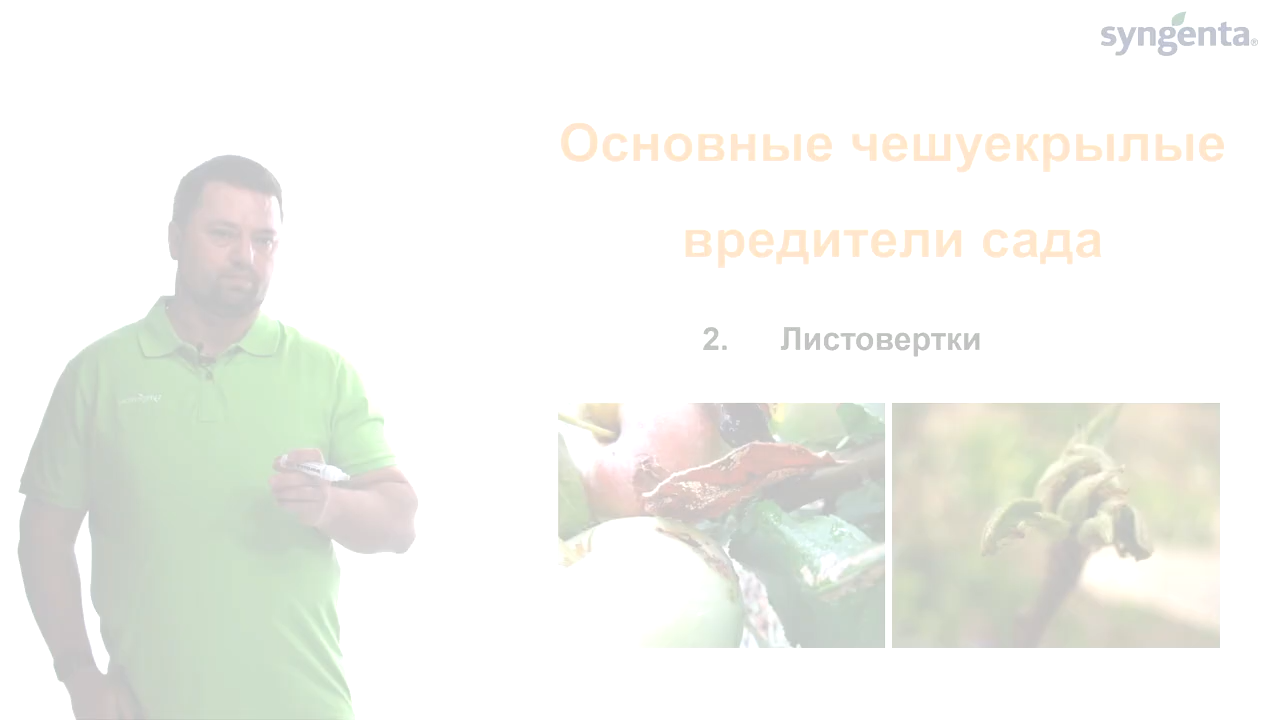 syngenta®
Основные чешуекрылые
вредители сада
2. Листовертки